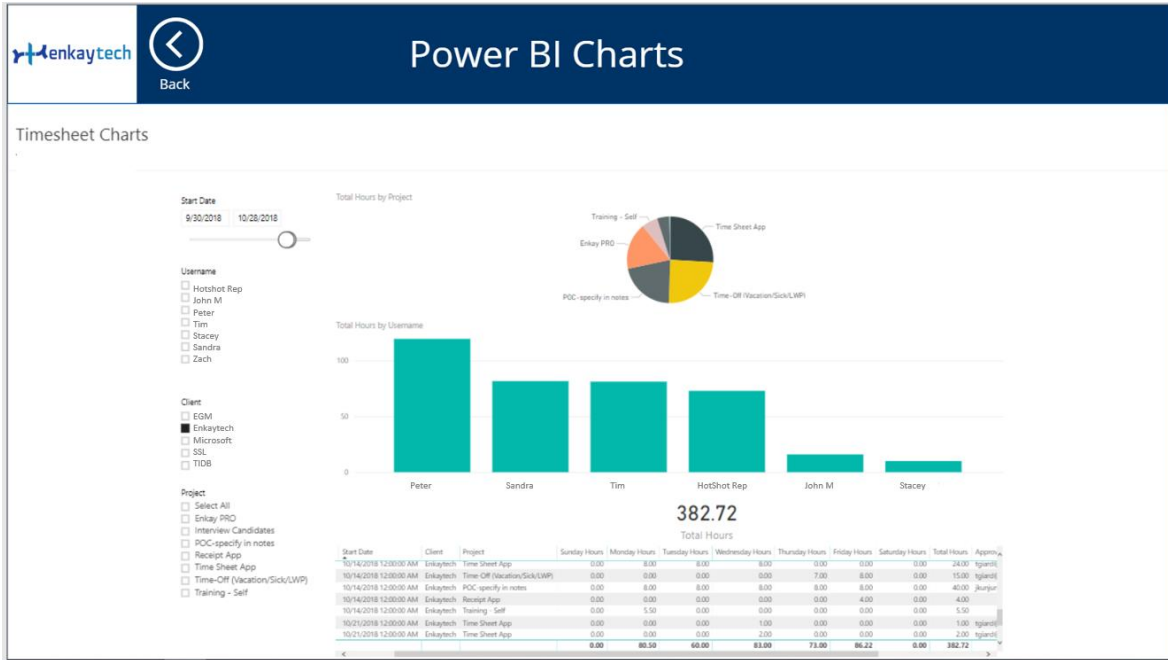 enkaytech
Back
Power BI Charts
Timesheet Charts
Start Date
9/30/2018 10/28/2018
Username
Hotshot Rep
John M
Peter
Tim
Stacey
Sandra
Zach
Client
EGM
Enkaytech
Microsoft
SSL
TIDB
Project
Select All
Enkay PRO
Interview Candidates
POC-specify in notes
Receipt App
Time Sheet App
Time-Off (Vacation/Sick/LWP)
Training - Self
Total Hours by Project
Training - Self
Time Sheet App
Enkay PRO
POC-specify in notes
Time-Off (Vacation/Sick/LWP)
Total Hours by Username
100
50
0
Peter Sandra Tim HotShot Rep John M Stacey
382.72
Total Hours
Start Date Client Project Sunday Hours Monday Hours Tuesday Hours Wednesday Hours Thursday Hours Friday Hours Saturday Hours Total Hours Approv
10/14/2018 12:00:00 AM Enkaytech Time Sheet App 0.00 8.00 8.00 8.00 0.00 0.00 0.00 24.00
10/14/2018 12:00:00 AM Enkaytech Time-Off (Vacation/Sick/LWP) 0.00 0.00 0.00 0.00 7.00 8.00 0.00 15.00
10/14/2018 12:00:00 AM Enkaytech POC-specify in notes 0.00 8.00 8.00 8.00 8.00 8.00 0.00 40.00 jkunjur
10/14/2018 12:00:00 AM Enkaytech Receipt App 0.00 0.00 0.00 0.00 0.00 4.00 0.00 4.00
10/14/2018 12:00:00 AM Enkaytech Training - Self 0.00 5.50 0.00 0.00 0.00 0.00 0.00 5.50
10/21/2018 12:00:00 AM Enkaytech Time Sheet App 0.00 0.00 0.00 1.00 0.00 0.00 0.00 1.00
10/21/2018 12:00:00 AM Enkaytech Time Sheet App 0.00 0.00 0.00 2.00 0.00 0.00 0.00 2.00
0.00 80.50 60.00 83.00 73.00 86.22 0.00 382.72